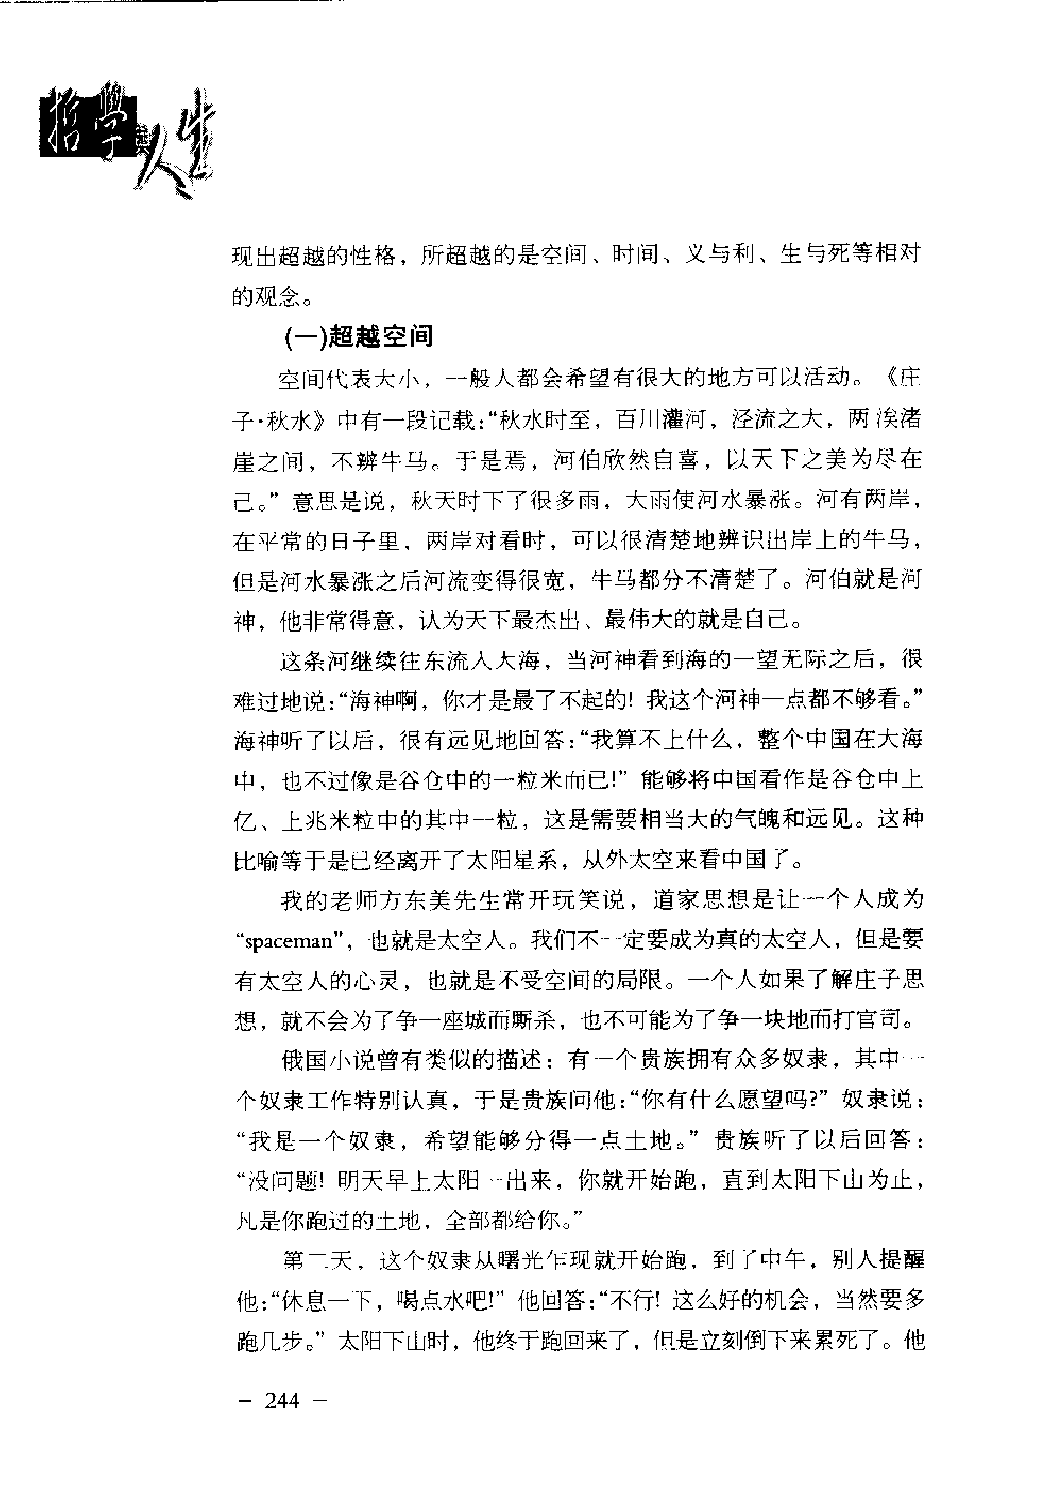 哲學與人生
现出超越的性格，所超越的是空间、时间、义与利、生与死等相对
的观念。
(一)超越空间
空间代表大小，一般人都会希望有很大的地方可以活动。《庄
子·秋水》中有一段记载：“秋水时至，百川灌河，泾流之大，两涘渚
崖之间，不辨牛马。于是焉，河伯欣然自喜，以天下之美为尽在
己。”意思是说，秋天时下了很多雨，大雨使河水暴涨。河有两岸，
在平常的日子里，两岸对看时，可以很清楚地辨识出岸上的牛马，
但是河水暴涨之后河流变得很宽，牛马都分不清楚了。河伯就是河
神，他非常得意，认为天下最杰出、最伟大的就是自己。
这条河继续往东流入大海，当河神看到海的一望无际之后，很
难过地说：“海神啊，你才是最了不起的！我这个河神一点都不够看。”
海神听了以后，很有远见地回答：“我算不上什么，整个中国在大海
中，也不过像是谷仓中的一粒米而已！”能够将中国看作是谷仓中上
亿、上兆米粒中的其中一粒，这是需要相当大的气魄和远见。这种
比喻等于是已经离开了太阳星系，从外太空来看中国了。
我的老师方东美先生常开玩笑说，道家思想是让一个人成为
“spaceman”，也就是太空人。我们不一定要成为真的太空人，但是要
有太空人的心灵，也就是不受空间的局限。一个人如果了解庄子思
想，就不会为了争一座城而厮杀，也不可能为了争一块地而打官司。
俄国小说曾有类似的描述；有一个贵族拥有众多奴隶，其中一
个奴隶工作特别认真，于是贵族问他：“你有什么愿望吗?”奴隶说：
“我是一个奴隶，希望能够分得一点土地。”贵族听了以后回答：
“没问题！明天早上太阳一出来，你就开始跑，直到太阳下山为止，
凡是你跑过的土地，全部都给你。”
第二天，这个奴隶从曙光乍现就开始跑，到了中午，别人提醒
他：“休息一下，喝点水吧！”他回答：“不行！这么好的机会，当然要多
跑几步。”太阳下山时，他终于跑回来了，但是立刻倒下来累死了。他
- 244 -